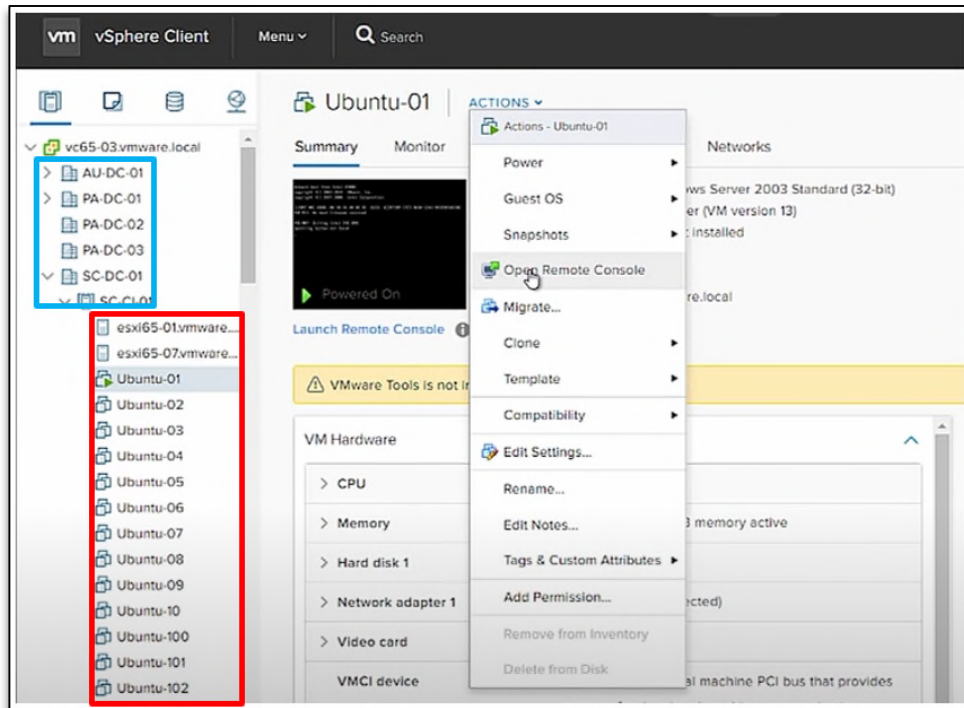 vm vSphere Client Menu Search
vc65-03.vmware.local
AU-DC-01
PA-DC-01
PA-DC-02
PA-DC-03
SC-DC-01
SC-CI-01
esxi65-01.vmware...
esxi65-07.vmware...
Ubuntu-01
Ubuntu-02
Ubuntu-03
Ubuntu-04
Ubuntu-05
Ubuntu-06
Ubuntu-07
Ubuntu-08
Ubuntu-09
Ubuntu-10
Ubuntu-100
Ubuntu-101
Ubuntu-102
Ubuntu-01 ACTIONS
Summary Monitor Networks
Powered On
Launch Remote Console
ws Server 2003 Standard (32-bit)
er (VM version 13)
installed
re.local
VMware Tools is not in
VM Hardware
CPU
Memory
memory active
Hard disk 1
Network adapter 1
ected)
Video card
VMCI device
al machine PCI bus that provides
Actions - Ubuntu-01
Power
Guest OS
Snapshots
Open Remote Console
Migrate...
Clone
Template
Compatibility
Edit Settings...
Rename...
Edit Notes...
Tags & Custom Attributes
Add Permission...
Remove from Inventory
Delete from Disk